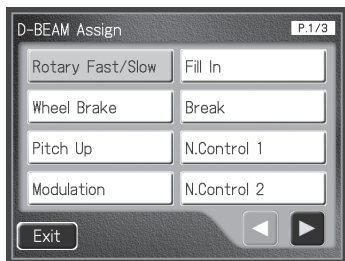 D-BEAM Assign P.1/3
Rotary Fast/Slow Fill In
Wheel Brake Break
Pitch Up N.Control 1
Modulation N.Control 2
Exit